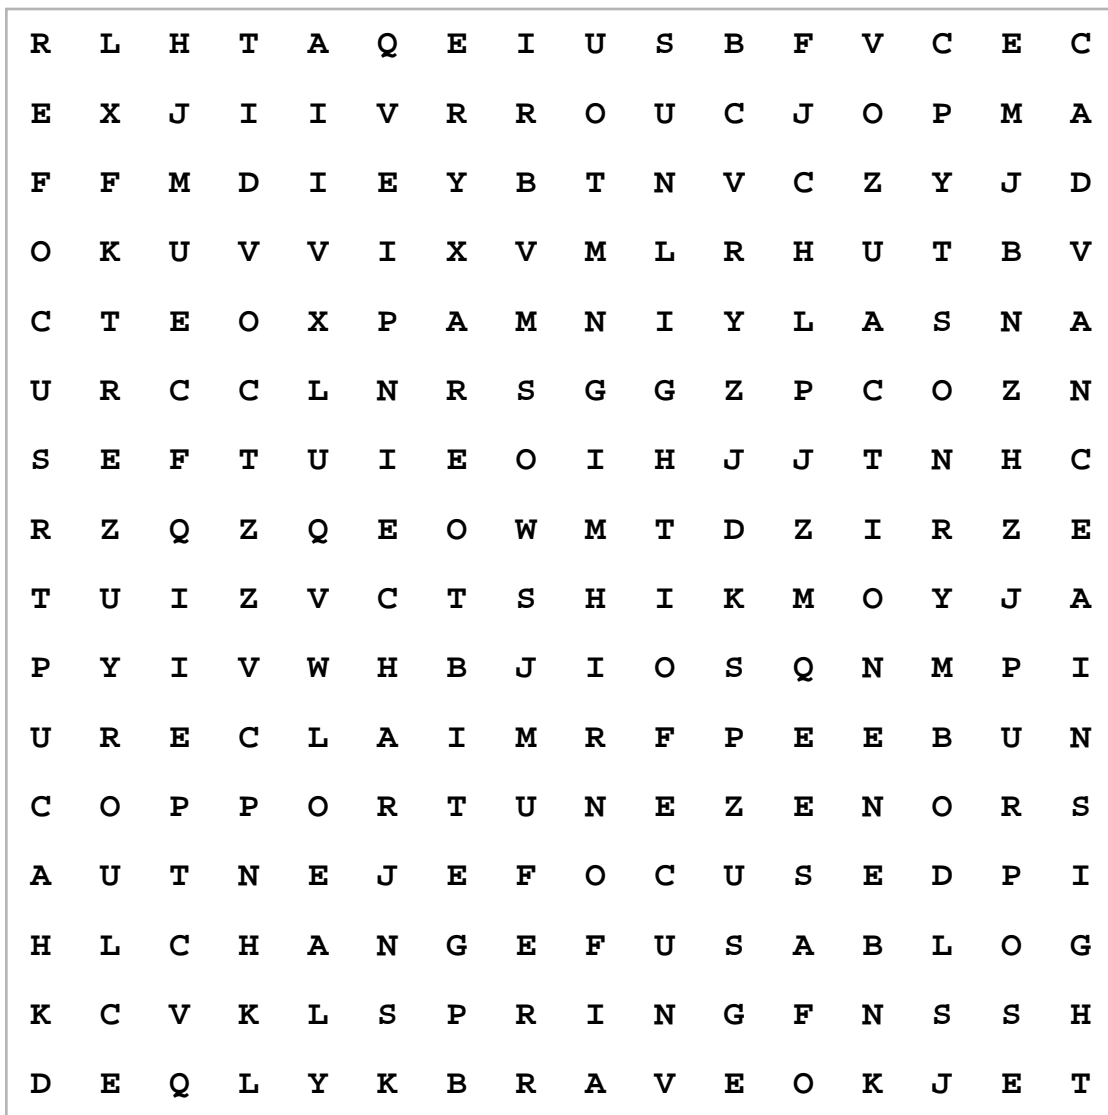 R L H T A Q E I U S B F V C E C
E X J I I V R R O U C J O P M A
F F M D I E Y B T N V C Z Y J D
O K U V V I X V M L R H U T B V
C T E O X P A M N I Y L A S N A
U R C C L N R S G G Z P C O Z N
S E F T U I E O I H J J T N H C
R Z Q Z Q E O W M T D Z I R Z E
T U I Z V C T S H I K M O Y J A
P Y I V W H B J I O S Q N M P I
U R E C L A I M R F P E E B U N
C O P P O R T U N E Z E N O R S
A U T N E J E F O C U S E D P I
H L C H A N G E F U S A B L O G
K C V K L S P R I N G F N S S H
D E Q L Y K B R A V E O K J E T